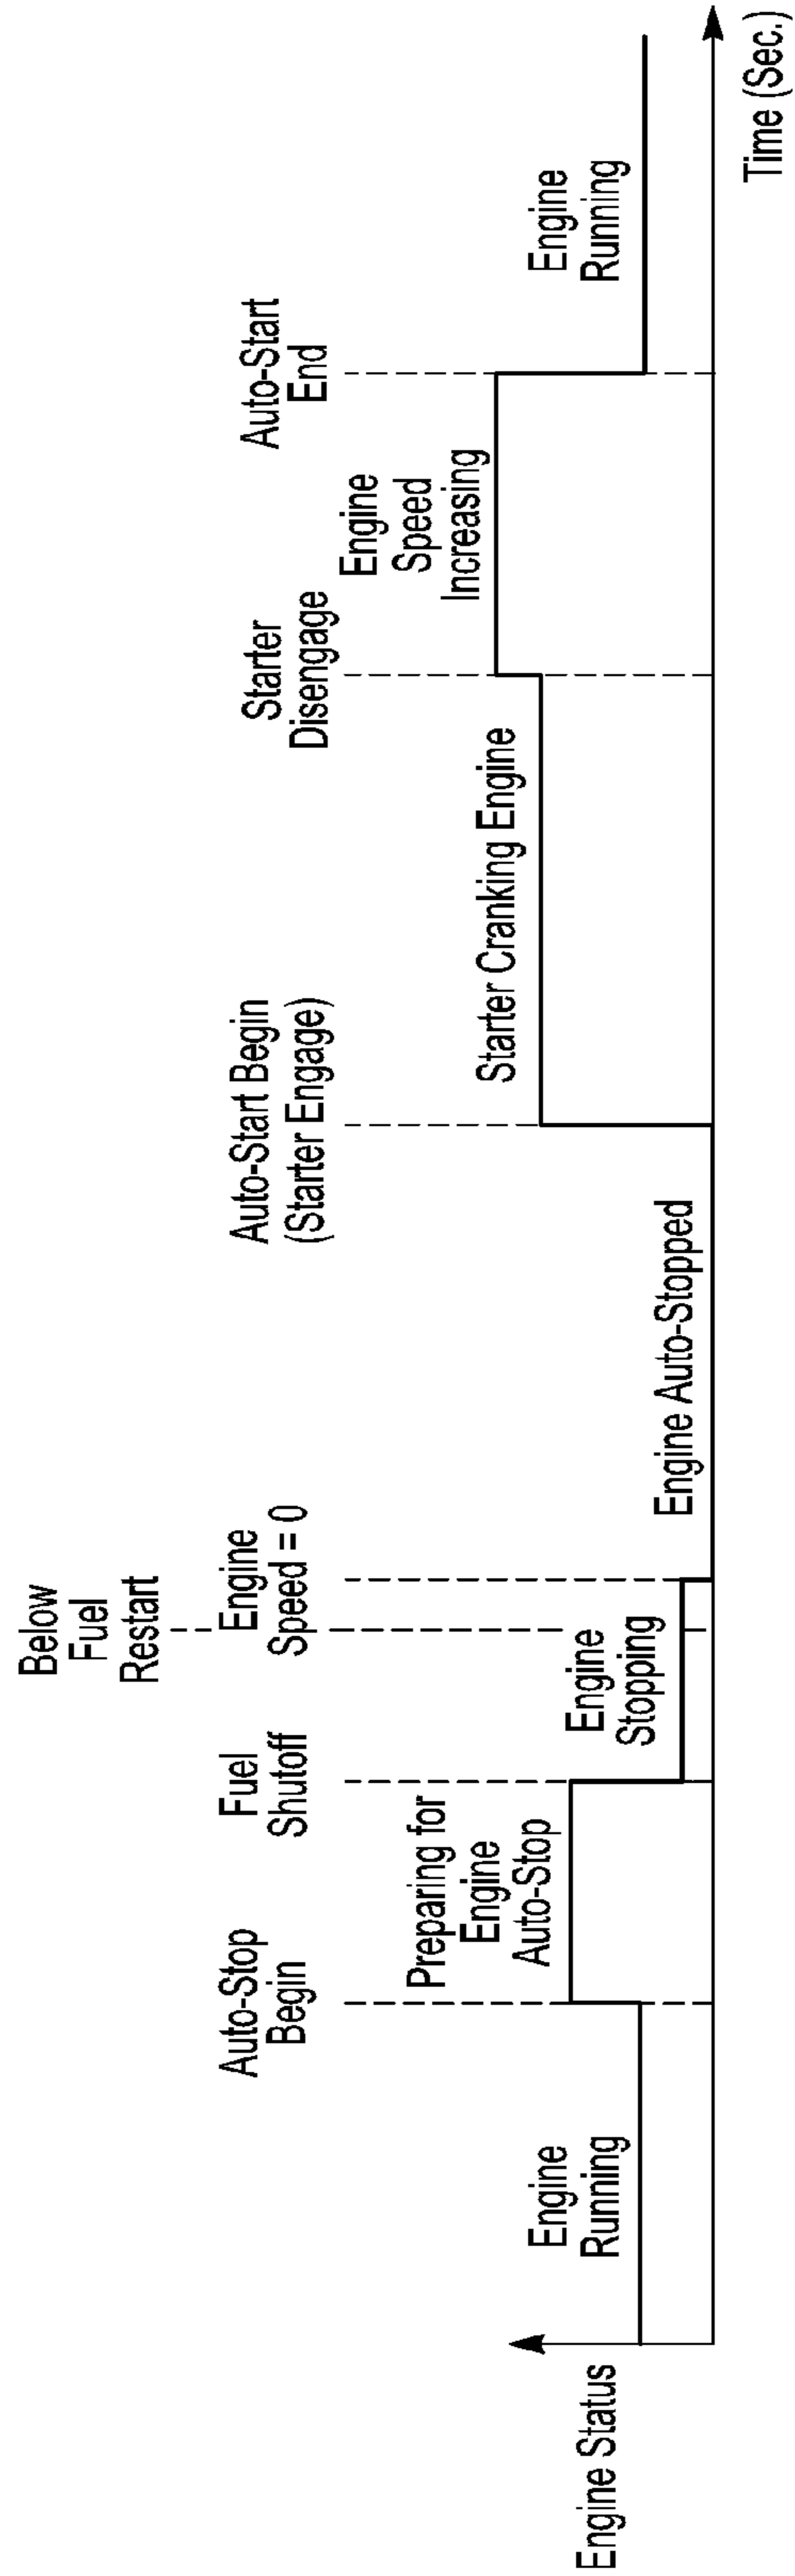 Below
Fuel
Restart
Auto-Stop
Begin
Fuel
Shutoff
Engine
Speed = 0
Auto-Start Begin
(Starter Engage)
Starter
Disengage
Auto-Start
End
Engine Status
Engine
Running
Preparing for
Engine
Auto-Stop
Engine
Stopping
Engine Auto-Stopped
Starter Cranking Engine
Engine
Speed
Increasing
Engine
Running
Time (Sec.)